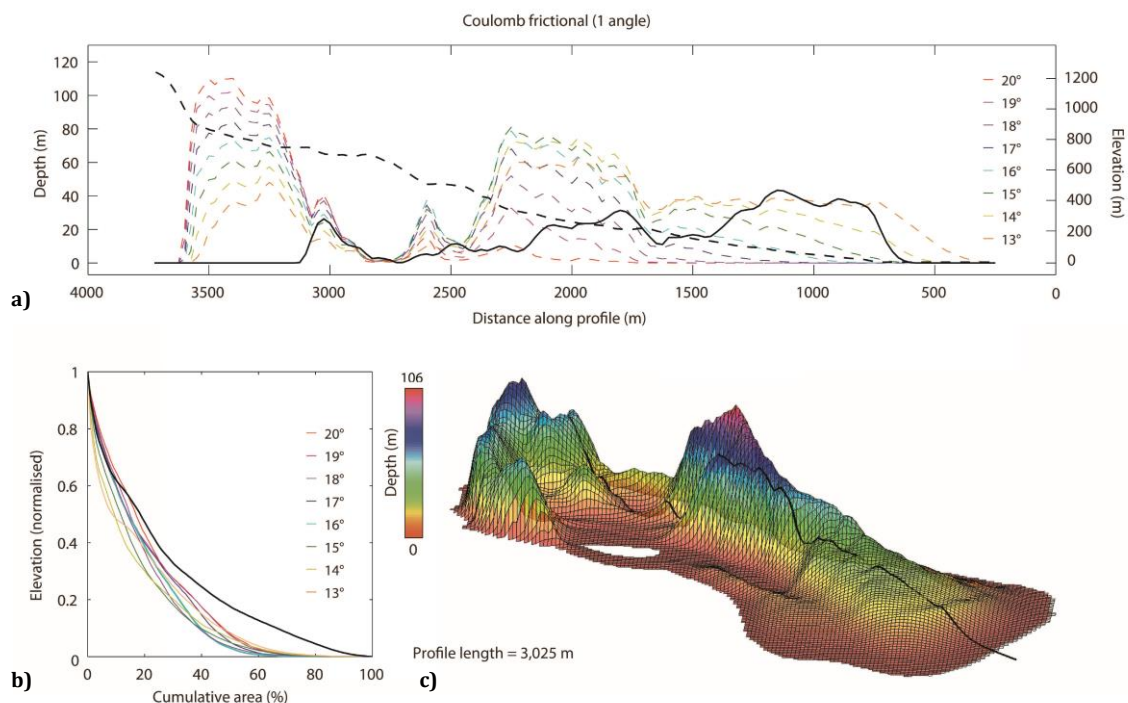 Coulomb frictional (1 angle)
120
100
80
60
40
20
0
Depth (m)
20°
19°
18°
17°
16°
15°
14°
13°
1200
1000
800
600
400
200
0
Elevation (m)
4000 3500 3000 2500 2000 1500 1000 500 0
Distance along profile (m)
a)
1
0.8
0.6
0.4
0.2
0
Elevation (normalised)
20°
19°
18°
17°
16°
15°
14°
13°
0 20 40 60 80 100
Cumulative area (%)
b)
106
Depth (m)
0
Profile length = 3,025 m
c)